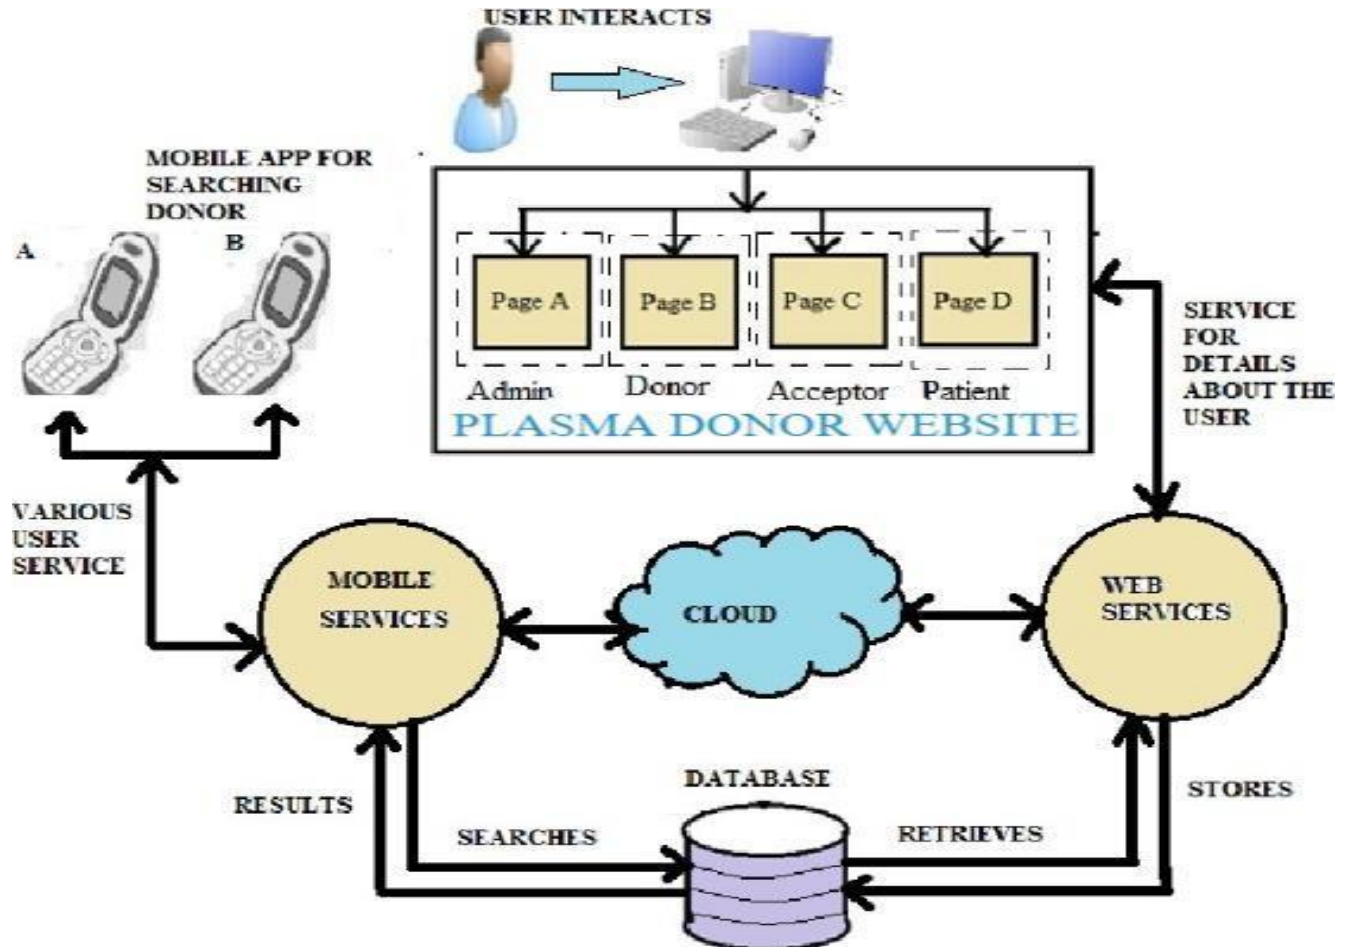 USER INTERACTS
MOBILE APP FOR
SEARCHING
DONOR
A
B
Page A
Page B
Page C
Page D
Admin
Donor
Acceptor
Patient
PLASMA DONOR WEBSITE
SERVICE
FOR
DETAILS
ABOUT THE
USER
VARIOUS
USER
SERVICE
MOBILE
SERVICES
CLOUD
WEB
SERVICES
DATABASE
RESULTS
SEARCHES
RETRIEVES
STORES